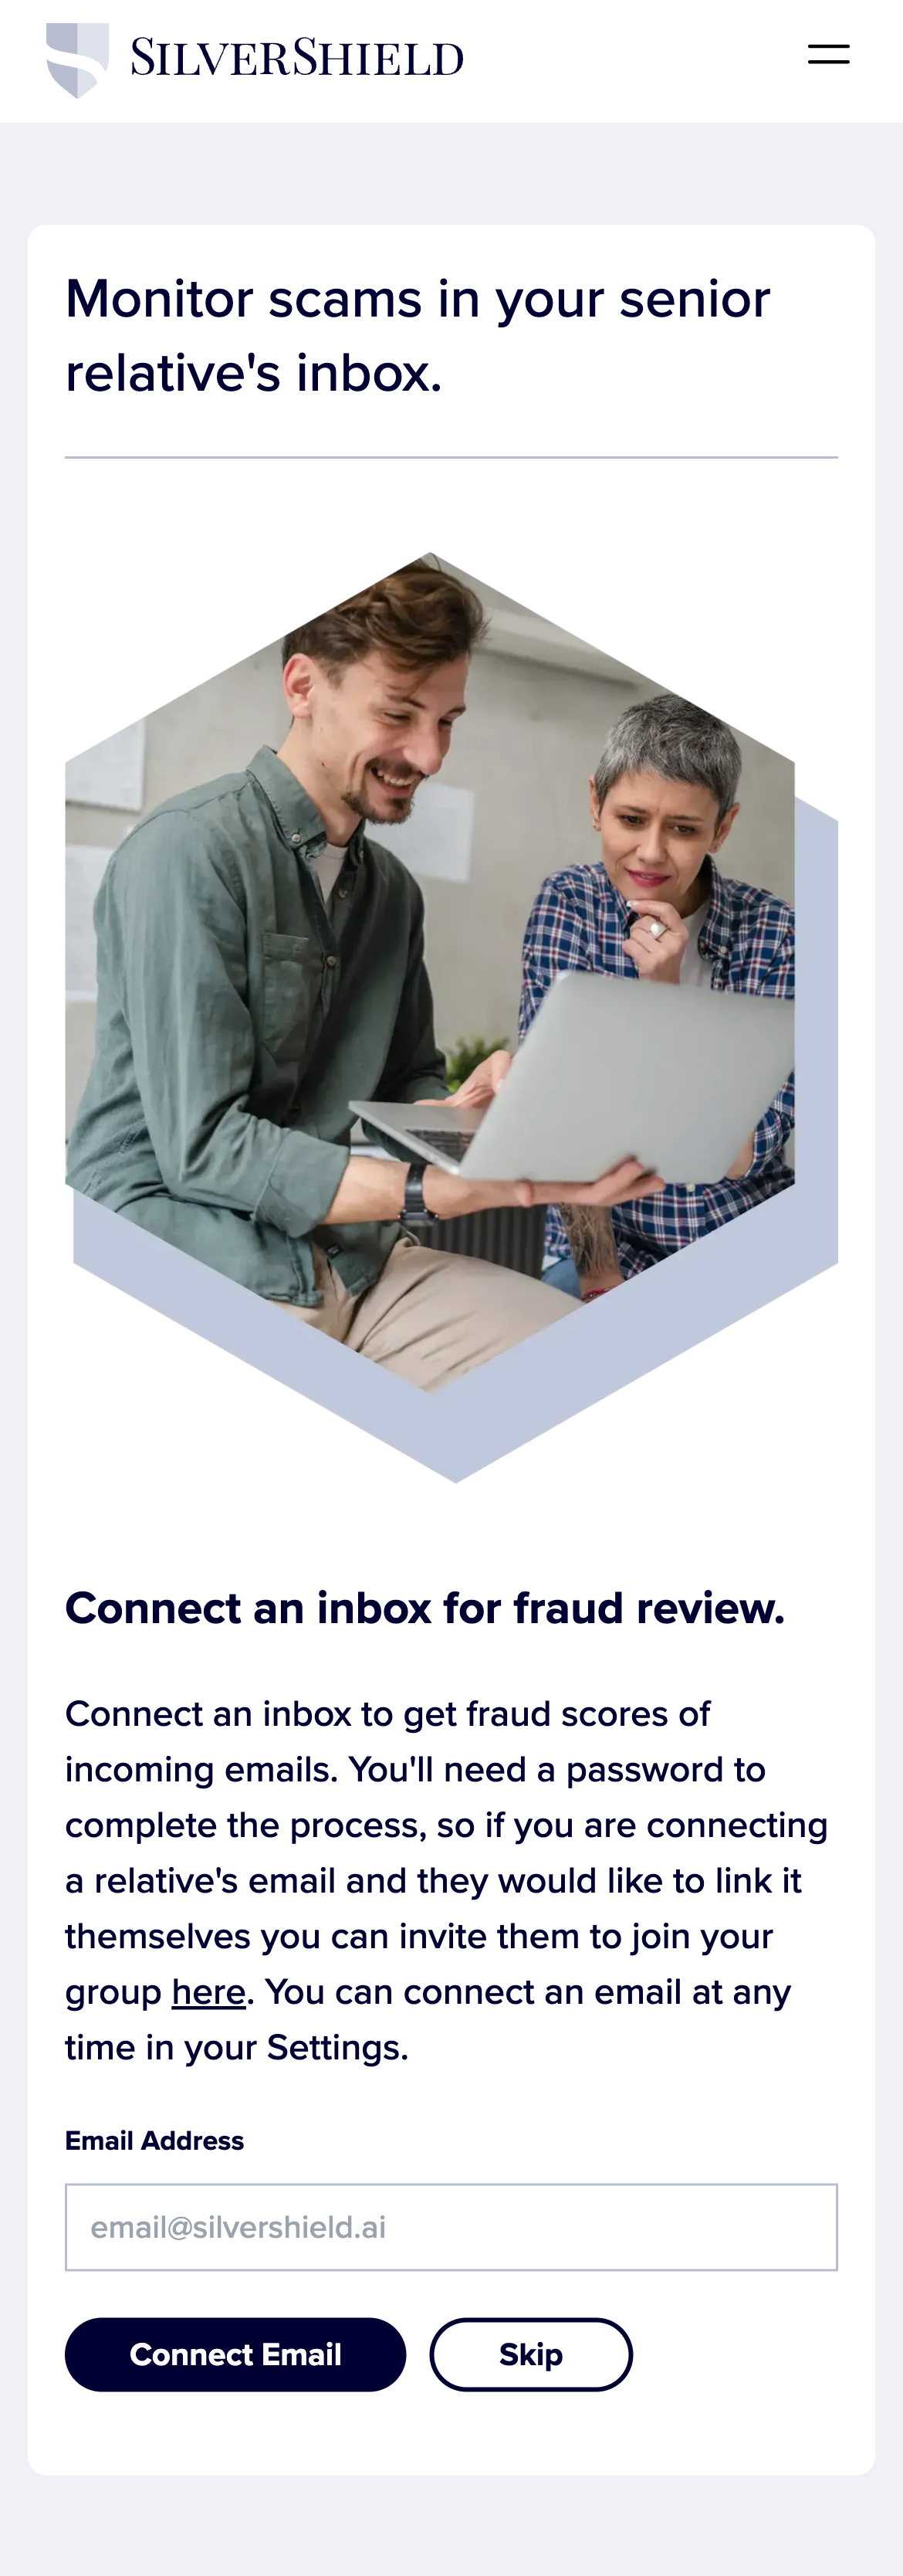 SILVERSHIELD
Monitor scams in your senior
relative's inbox.
Connect an inbox for fraud review.
Connect an inbox to get fraud scores of
incoming emails. You'll need a password to
complete the process, so if you are connecting
a relative's email and they would like to link it
themselves you can invite them to join your
group here. You can connect an email at any
time in your Settings.
Email Address
email@silvershield.ai
Connect Email Skip